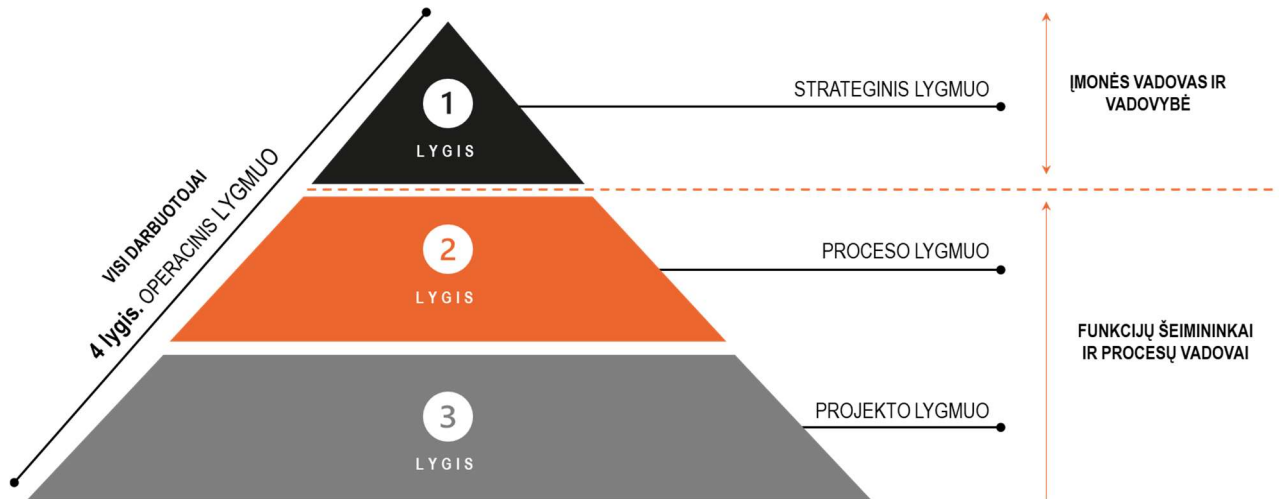 1
LYGIS
STRATEGINIS LYGMUO
ĮMONĖS VADOVAS IR
VADOVYBĖ
VISI DARBUOTOJAI
4 lygis. OPERACINIS LYGMUO
2
LYGIS
PROCESO LYGMUO
FUNKCIJŲ ŠEIMININKAI
IR PROCESŲ VADOVAI
3
LYGIS
PROJEKTO LYGMUO